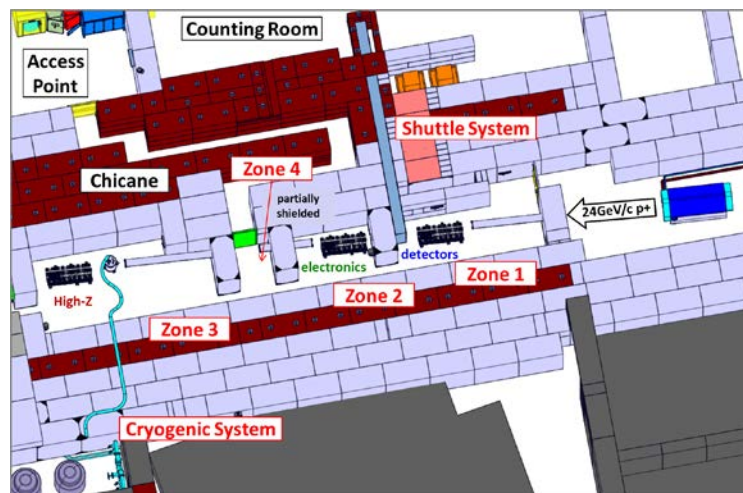 Counting Room
Access
Point
Shuttle System
Zone 4
Chicane
partially
shielded
24GeV/c p+
electronics
detectors
High-Z
Zone 1
Zone 2
Zone 3
Cryogenic System